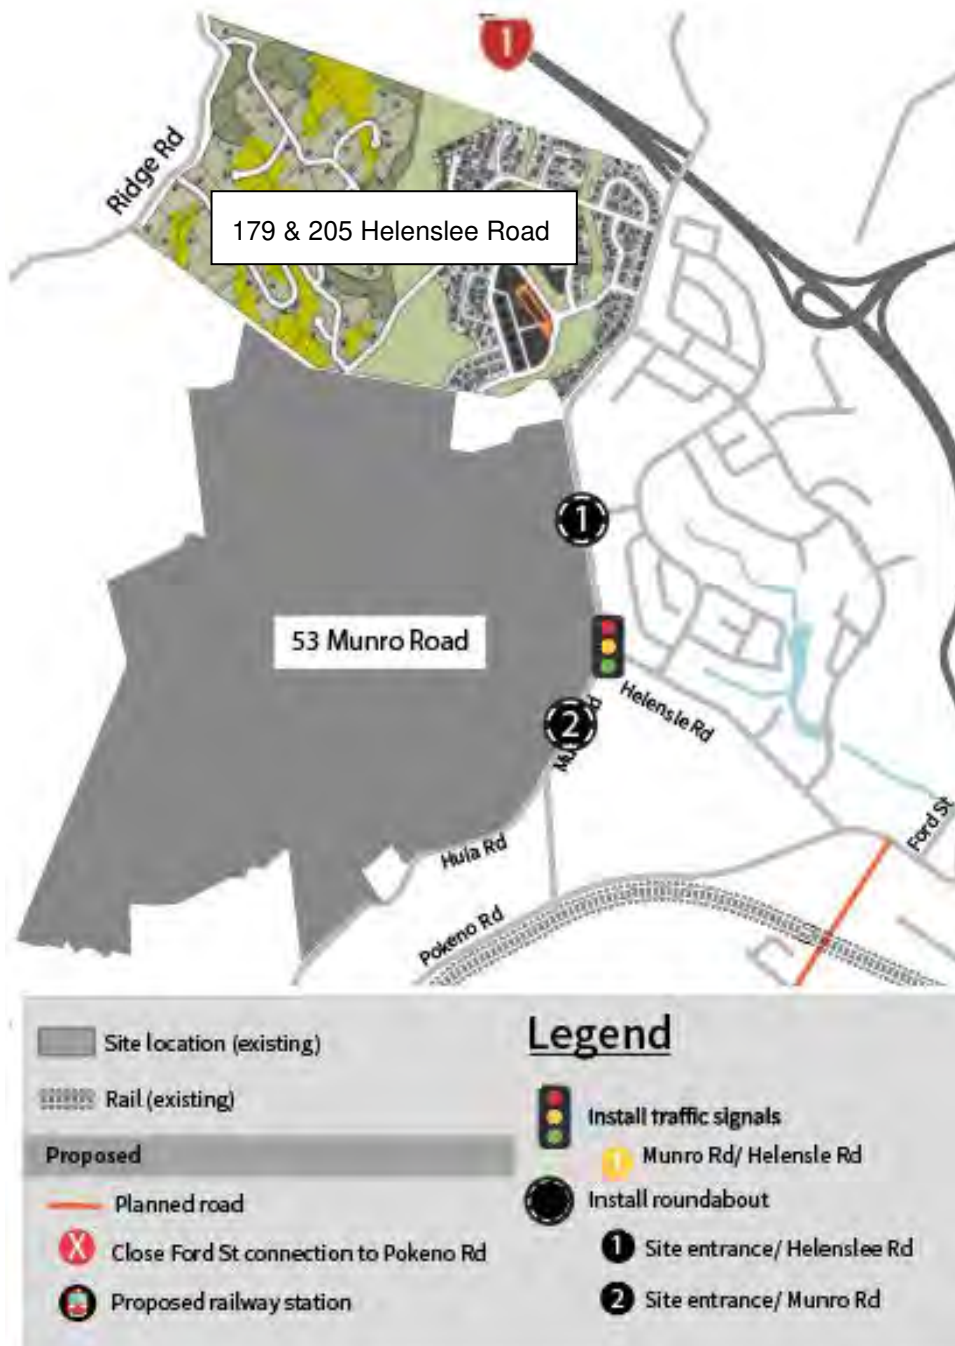 1
Ridge Rd
179 & 205 Helenslee Road
1
53 Munro Road
2
Helensle Rd
Huia Rd
Ford St
Pokeno Rd
Legend
Site location (existing)
Rail (existing)
Proposed
Planned road
X Close Ford St connection to Pokeno Rd
Proposed railway station
Install traffic signals
1 Munro Rd/ Helensle Rd
Install roundabout
1 Site entrance/ Helenslee Rd
2 Site entrance/ Munro Rd